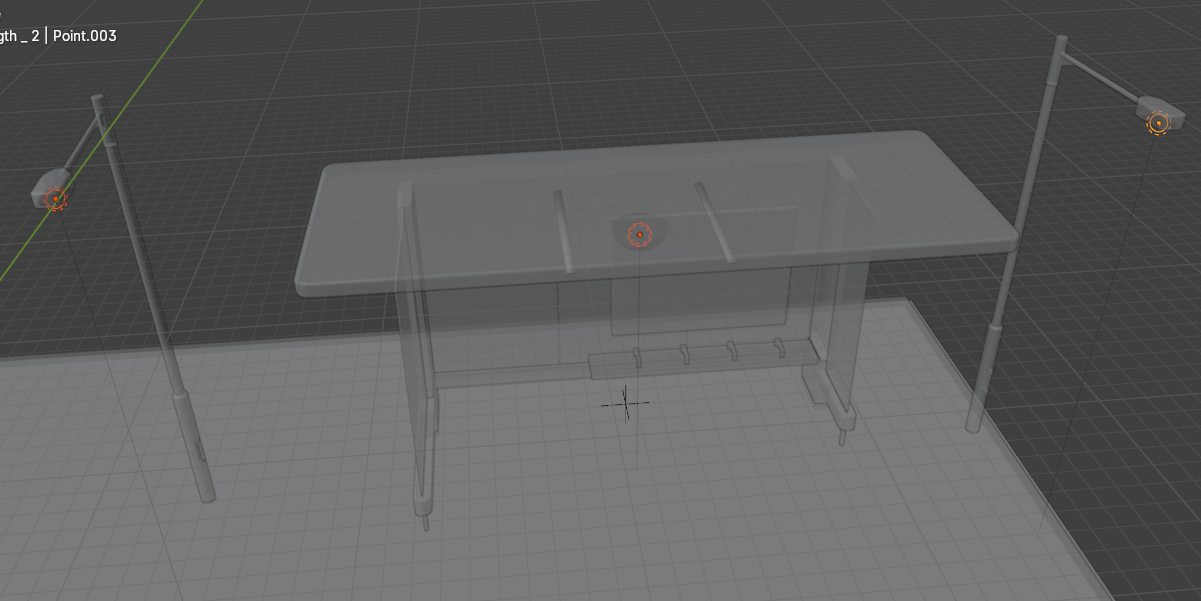 gth _ 2 | Point.003